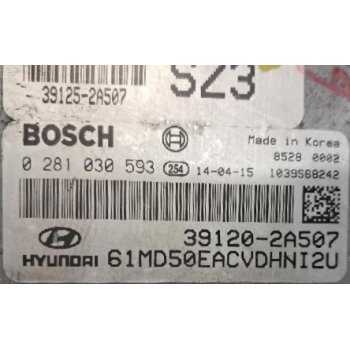 SZ3
39125-2A507
BOSCH
Made in Korea
8528 0002
0 281 030 593 254 14-04-15 1039S68242
39120-2A507
HYUNDAI 61MD50EACVDHNI2U